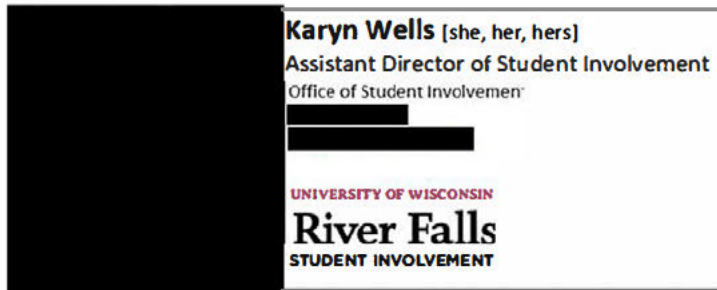 Karyn Wells [she, her, hers]
Assistant Director of Student Involvement
Office of Student Involvemen
UNIVERSITY OF WISCONSIN
River Falls
STUDENT INVOLVEMENT